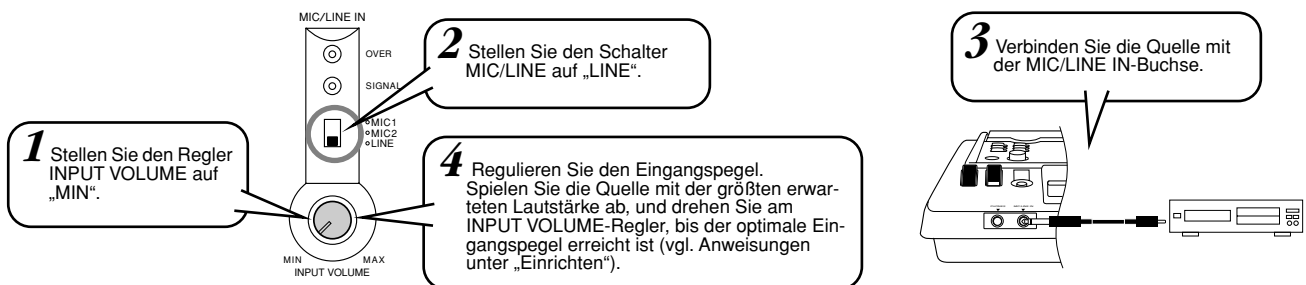 MIC/LINE IN
OVER
SIGNAL
MIC1
MIC2
LINE
MIN
MAX
INPUT VOLUME
1 Stellen Sie den Regler
INPUT VOLUME auf
„MIN“.
2 Stellen Sie den Schalter
MIC/LINE auf „LINE“.
3 Verbinden Sie die Quelle mit
der MIC/LINE IN-Buchse.
4 Regulieren Sie den Eingangspegel.
Spielen Sie die Quelle mit der größten erwar-
teten Lautstärke ab, und drehen Sie am
INPUT VOLUME-Regler, bis der optimale Ein-
gangspegel erreicht ist (vgl. Anweisungen
unter „Einrichten“).